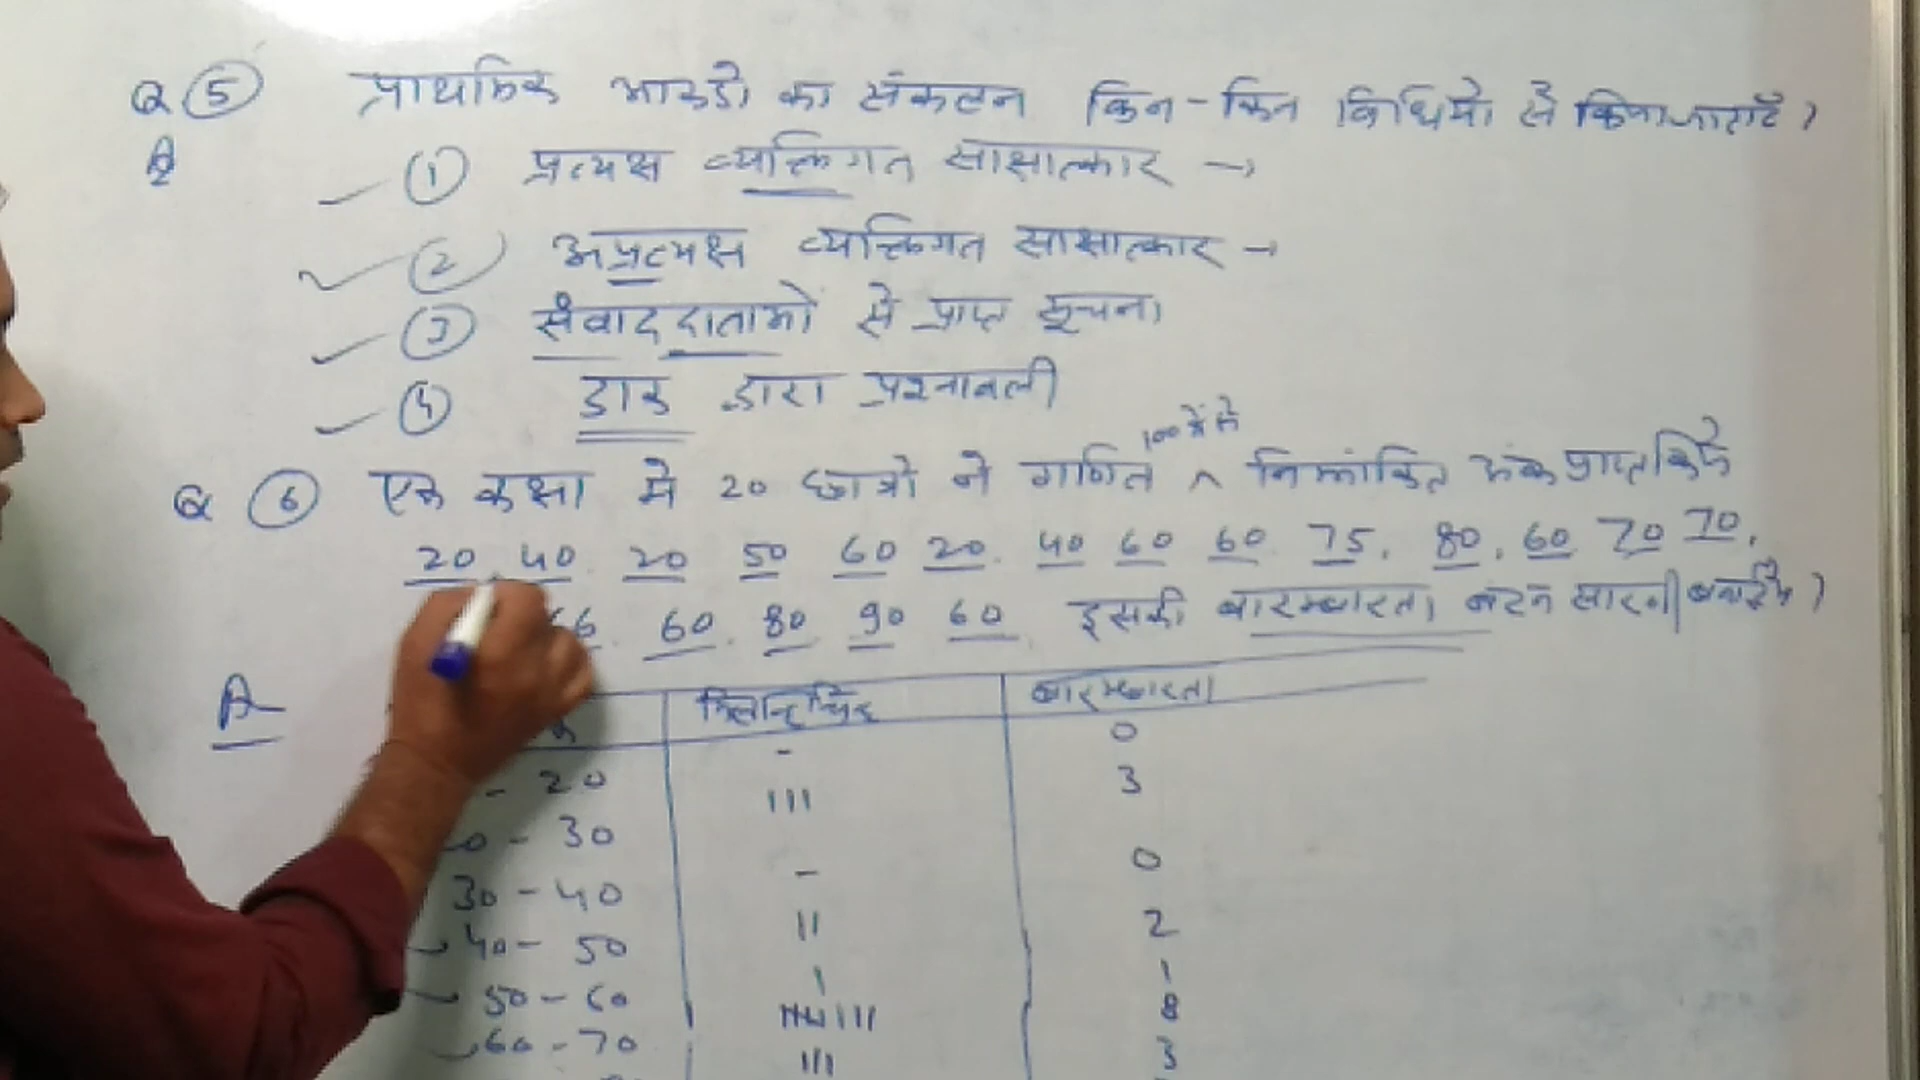 Q ⑤ प्राथमिक आकडो का संकलन किन-किन विधियो से किया जाता है ?
A
① प्रत्यक्ष व्यक्तिगत साक्षात्कार →
② अप्रत्यक्ष व्यक्तिगत साक्षात्कार →
③ संवाददाताओ से प्राप्त सूचना
④ डाक द्वारा प्रश्नावली
100 में से
Q ⑥ एक कक्षा मे 20 छात्रो ने गणित ^ निम्नांकित अंक प्राप्त किये
20 40 20 50 60 20 40 60 60 75, 80, 60 70 70,
66 60 80 90 60 इसकी बारम्बारता बंटन सारणी बनाईये ?
A
मिलान चिह्न बारम्बारता
- 0
- 20 ||| 3
0 - 30
30 - 40 - 0
40 - 50 || 2
50 - 60 | 1
60 - 70 |||| ||| 8
||| 3